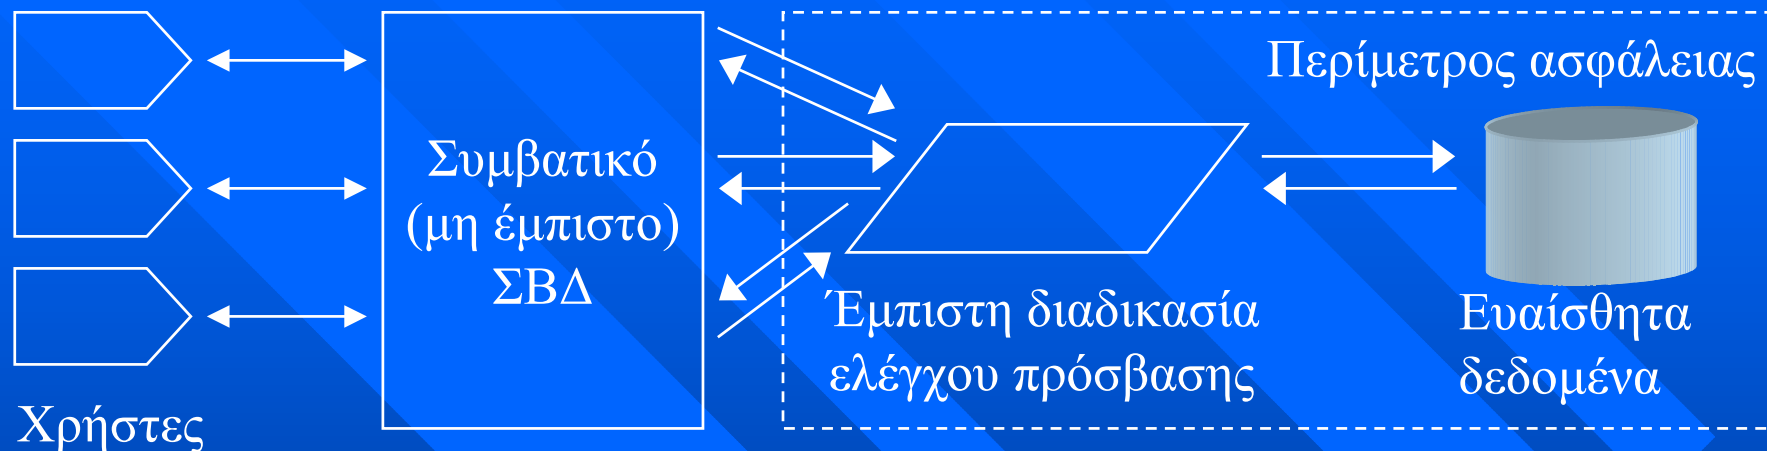 Χρήστες
Συμβατικό
(μη έμπιστο)
ΣΒΔ
Περίμετρος ασφάλειας
Έμπιστη διαδικασία
ελέγχου πρόσβασης
Ευαίσθητα
δεδομένα